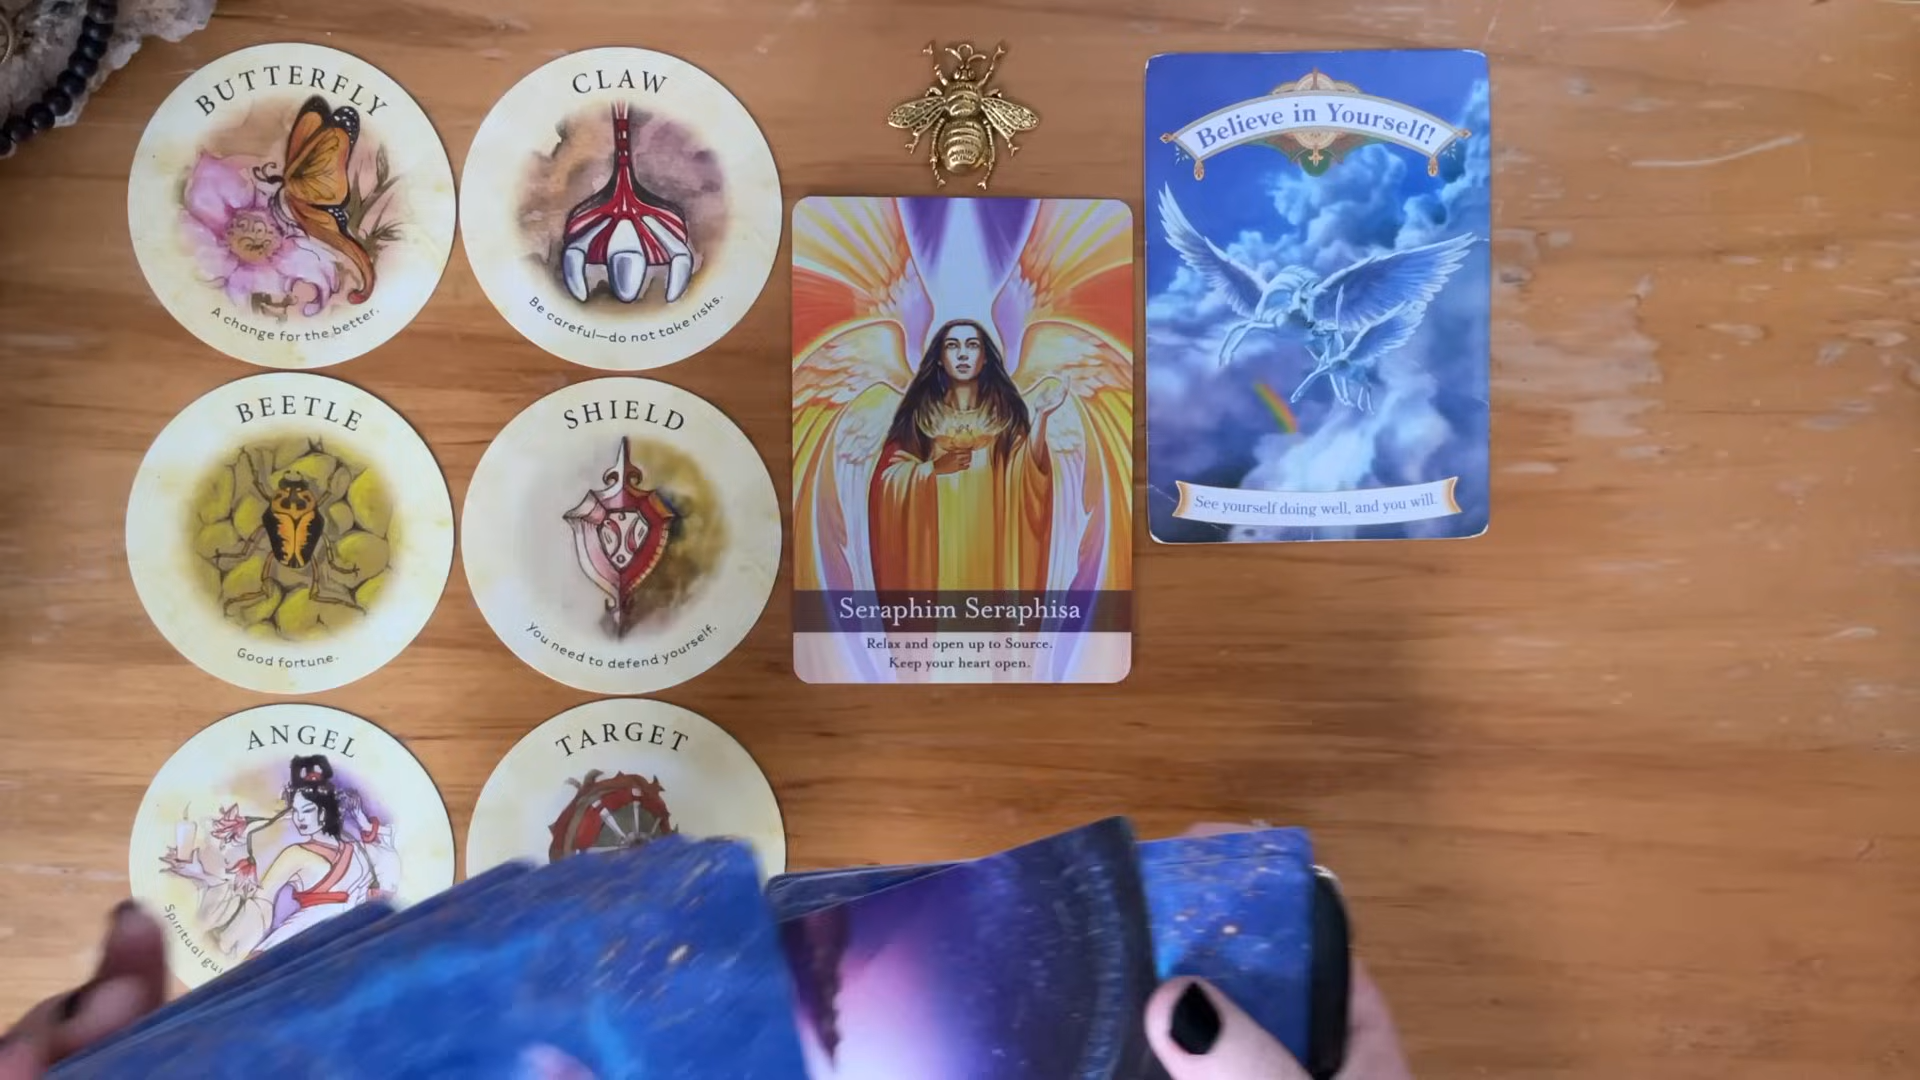 BUTTERFLY
A change for the better.
CLAW
Be careful—do not take risks.
BEETLE
Good fortune.
SHIELD
You need to defend yourself.
ANGEL
Spiritual
TARGET
Seraphim Seraphisa
Relax and open up to Source.
Keep your heart open.
Believe in Yourself!
See yourself doing well, and you will.